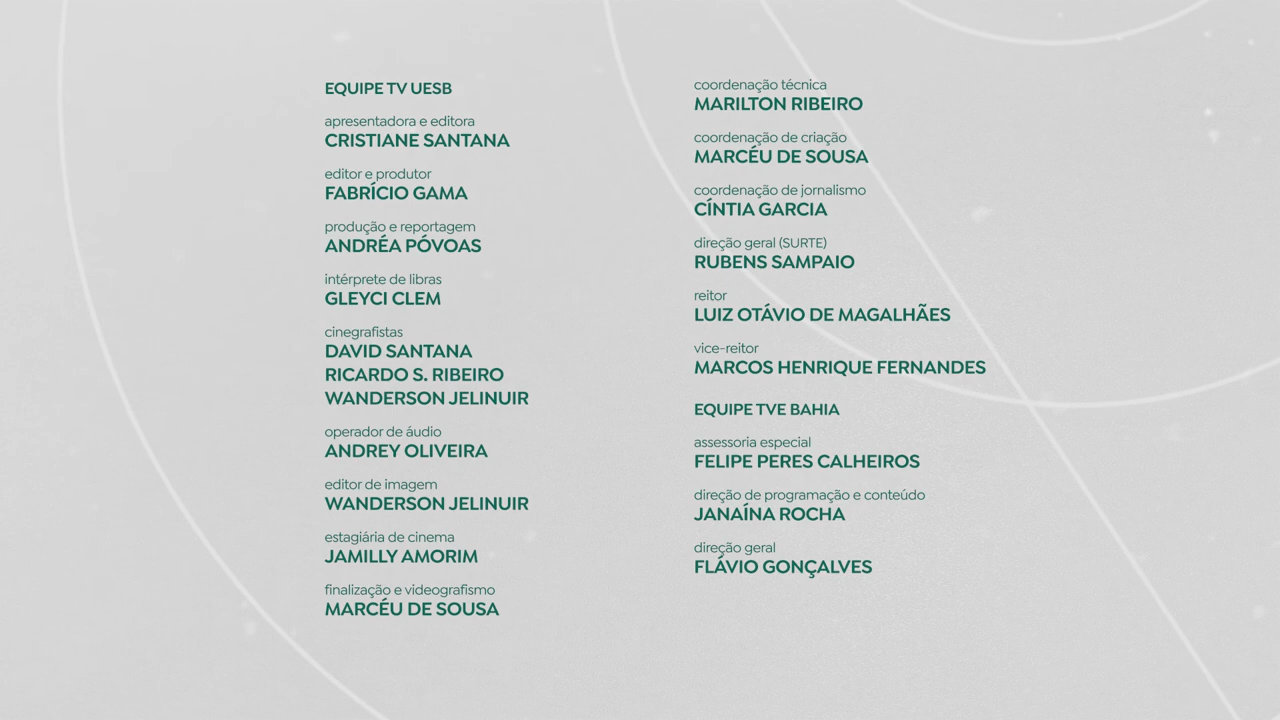 EQUIPE TV UESB
apresentadora e editora
CRISTIANE SANTANA
editor e produtor
FABRÍCIO GAMA
produção e reportagem
ANDRÉA PÓVOAS
intérprete de libras
GLEYCI CLEM
cinegrafistas
DAVID SANTANA
RICARDO S. RIBEIRO
WANDERSON JELINUIR
operador de áudio
ANDREY OLIVEIRA
editor de imagem
WANDERSON JELINUIR
estagiária de cinema
JAMILLY AMORIM
finalização e videografismo
MARCÉU DE SOUSA
coordenação técnica
MARILTON RIBEIRO
coordenação de criação
MARCÉU DE SOUSA
coordenação de jornalismo
CÍNTIA GARCIA
direção geral (SURTE)
RUBENS SAMPAIO
reitor
LUIZ OTÁVIO DE MAGALHÃES
vice-reitor
MARCOS HENRIQUE FERNANDES
EQUIPE TVE BAHIA
assessoria especial
FELIPE PERES CALHEIROS
direção de programação e conteúdo
JANAÍNA ROCHA
direção geral
FLÁVIO GONÇALVES